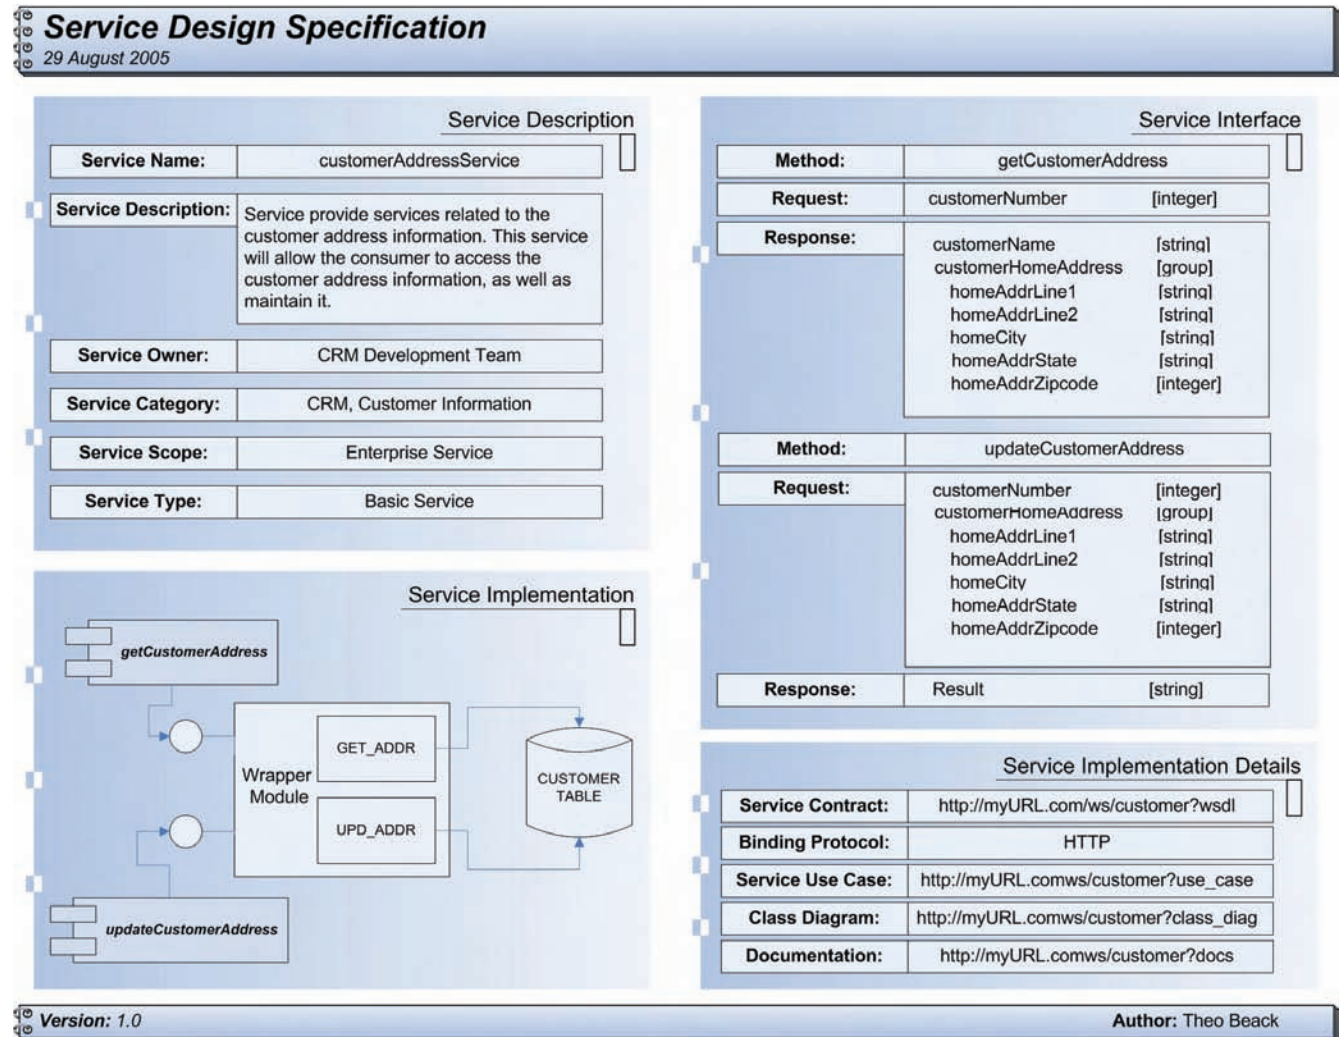 Service Design Specification
29 August 2005
Service Description
Service Name: customerAddressService
Service Description: Service provide services related to the
customer address information. This service
will allow the consumer to access the
customer address information, as well as
maintain it.
Service Owner: CRM Development Team
Service Category: CRM, Customer Information
Service Scope: Enterprise Service
Service Type: Basic Service
Service Implementation
getCustomerAddress
Wrapper
Module
GET_ADDR
UPD_ADDR
CUSTOMER
TABLE
updateCustomerAddress
Service Interface
Method: getCustomerAddress
Request: customerNumber [integer]
Response:
customerName [string]
customerHomeAddress [group]
homeAddrLine1 [string]
homeAddrLine2 [string]
homeCity [string]
homeAddrState [string]
homeAddrZipcode [integer]
Method: updateCustomerAddress
Request: customerNumber [integer]
customerHomeAddress [group]
homeAddrLine1 [string]
homeAddrLine2 [string]
homeCity [string]
homeAddrState [string]
homeAddrZipcode [integer]
Response: Result [string]
Service Implementation Details
Service Contract: http://myURL.com/ws/customer?wsdl
Binding Protocol: HTTP
Service Use Case: http://myURL.comws/customer?use_case
Class Diagram: http://myURL.comws/customer?class_diag
Documentation: http://myURL.comws/customer?docs
Version: 1.0
Author: Theo Beack